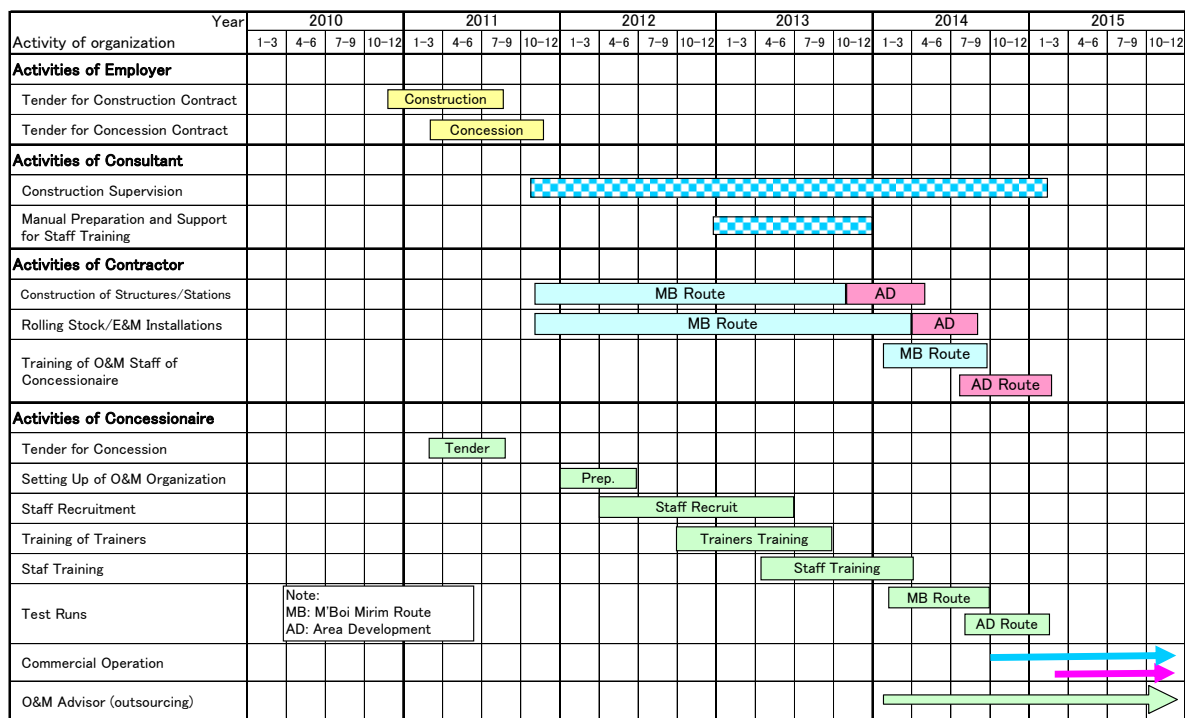 Year 2010 2011 2012 2013 2014 2015
Activity of organization 1-3 4-6 7-9 10-12 1-3 4-6 7-9 10-12 1-3 4-6 7-9 10-12 1-3 4-6 7-9 10-12 1-3 4-6 7-9 10-12 1-3 4-6 7-9 10-12
Activities of Employer
Tender for Construction Contract Construction
Tender for Concession Contract Concession
Activities of Consultant
Construction Supervision
Manual Preparation and Support
for Staff Training
Activities of Contractor
Construction of Structures/Stations MB Route AD
Rolling Stock/E&M Installations MB Route AD
Training of O&M Staff of
Concessionaire
MB Route
AD Route
Activities of Concessionaire
Tender for Concession Tender
Setting Up of O&M Organization Prep.
Staff Recruitment Staff Recruit
Training of Trainers Trainers Training
Staf Training Staff Training
Test Runs
Note:
MB: M'Boi Mirim Route
AD: Area Development
MB Route
AD Route
Commercial Operation
O&M Advisor (outsourcing)